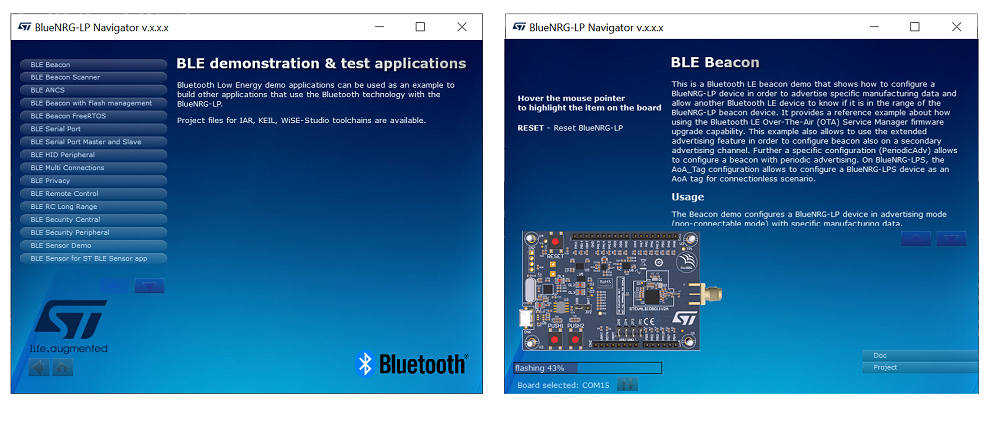 BlueNRG-LP Navigator v.x.x.x
BLE Beacon
BLE Beacon Scanner
BLE ANCS
BLE Beacon with Flash management
BLE Beacon FreeRTOS
BLE Serial Port
BLE Serial Port Master and Slave
BLE HID Peripheral
BLE Multi Connections
BLE Privacy
BLE Remote Control
BLE RC Long Range
BLE Security Central
BLE Security Peripheral
BLE Sensor Demo
BLE Sensor for ST BLE Sensor app
life.augmented
BLE demonstration & test applications
Bluetooth Low Energy demo applications can be used as an example to
build other applications that use the Bluetooth technology with the
BlueNRG-LP.
Project files for IAR, KEIL, WiSE-Studio toolchains are available.
Bluetooth®
BlueNRG-LP Navigator v.x.x.x
Hover the mouse pointer
to highlight the item on the board
RESET - Reset BlueNRG-LP
BLE Beacon
This is a Bluetooth LE beacon demo that shows how to configure a
BlueNRG-LP device in order to advertise specific manufacturing data and
allow another Bluetooth LE device to know if it is in the range of the
BlueNRG-LP beacon device. It provides a reference example about how
using the Bluetooth LE Over-The-Air (OTA) Service Manager firmware
upgrade capability. This example also allows to use the extended
advertising feature in order to configure beacon also on a secondary
advertising channel. Further a specific configuration (PeriodicAdv) allows
to configure a beacon with periodic advertising. On BlueNRG-LPS, the
AoA_Tag configuration allows to configure a BlueNRG-LPS device as an
AoA tag for connectionless scenario.
Usage
The Beacon demo configures a BlueNRG-LP device in advertising mode
(non-connectable mode) with specific manufacturing data.
RESET
RoHS
PUSH1 PUSH2
flashing 43%
Board selected: COM15
Doc
Project